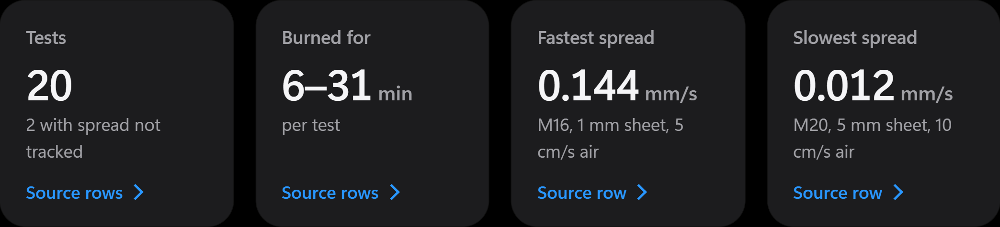 Tests
20
2 with spread not
tracked
Source rows
Burned for
6–31 min
per test
Source rows
Fastest spread
0.144 mm/s
M16, 1 mm sheet, 5
cm/s air
Source row
Slowest spread
0.012 mm/s
M20, 5 mm sheet, 10
cm/s air
Source row